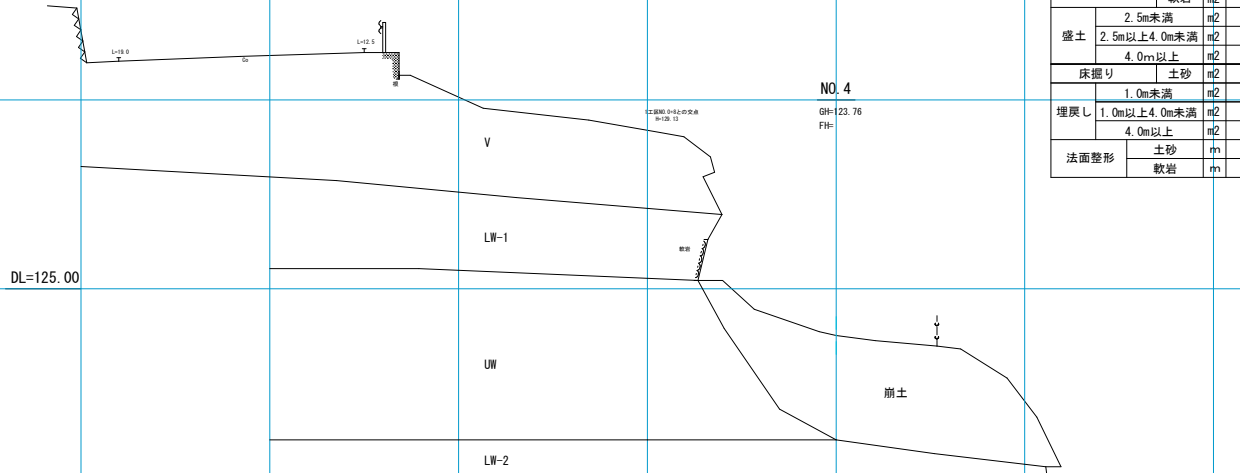 軟岩 m2
盛土 2.5m未満 m2
2.5m以上4.0m未満 m2
4.0m以上 m2
床掘り 土砂 m2
埋戻し 1.0m未満 m2
1.0m以上4.0m未満 m2
4.0m以上 m2
法面整形 土砂 m
軟岩 m
L=19.0
Go
L=12.5
NO.4
GH=123.76
FH=
H=129.13
V
LW-1
軟岩
DL=125.00
UW
崩土
LW-2